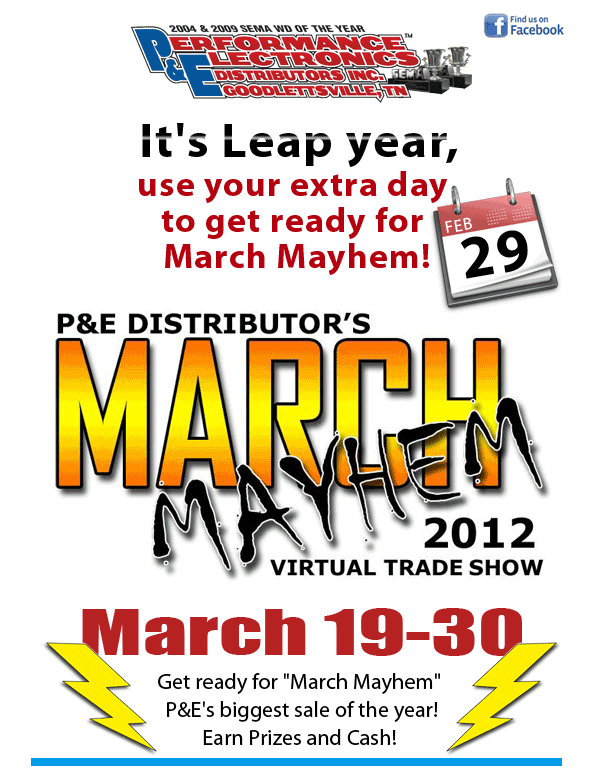 2004 & 2009 SEMA WD OF THE YEAR
Find us on
Facebook
PERFORMANCE™
P&E ELECTRONICS
DISTRIBUTORS INC.
SEMA
GOODLETTSVILLE, TN
It's Leap year,
use your extra day
to get ready for
March Mayhem!
FEB
29
P&E DISTRIBUTOR'S
MARCH
MAYHEM
2012
VIRTUAL TRADE SHOW
March 19-30
Get ready for "March Mayhem"
P&E's biggest sale of the year!
Earn Prizes and Cash!